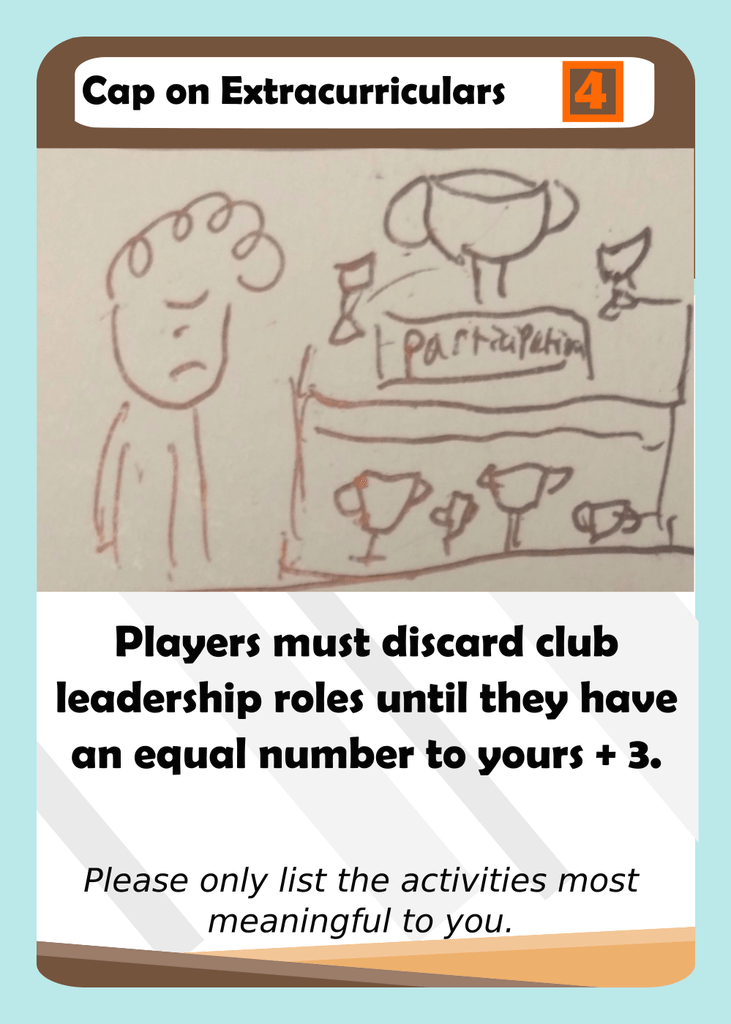 Cap on Extracurriculars 4
Participation
Players must discard club
leadership roles until they have
an equal number to yours + 3.
Please only list the activities most
meaningful to you.